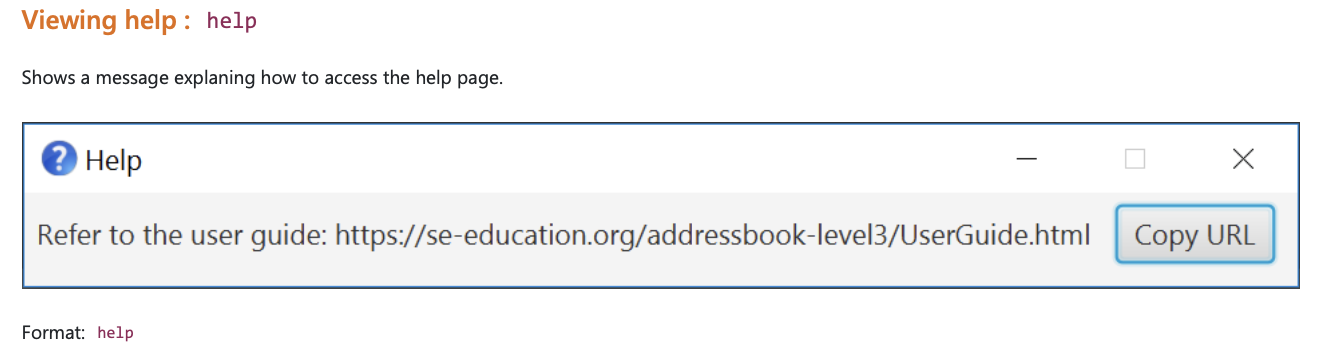 Viewing help : help
Shows a message explaning how to access the help page.
? Help
Refer to the user guide: https://se-education.org/addressbook-level3/UserGuide.html Copy URL
Format: help